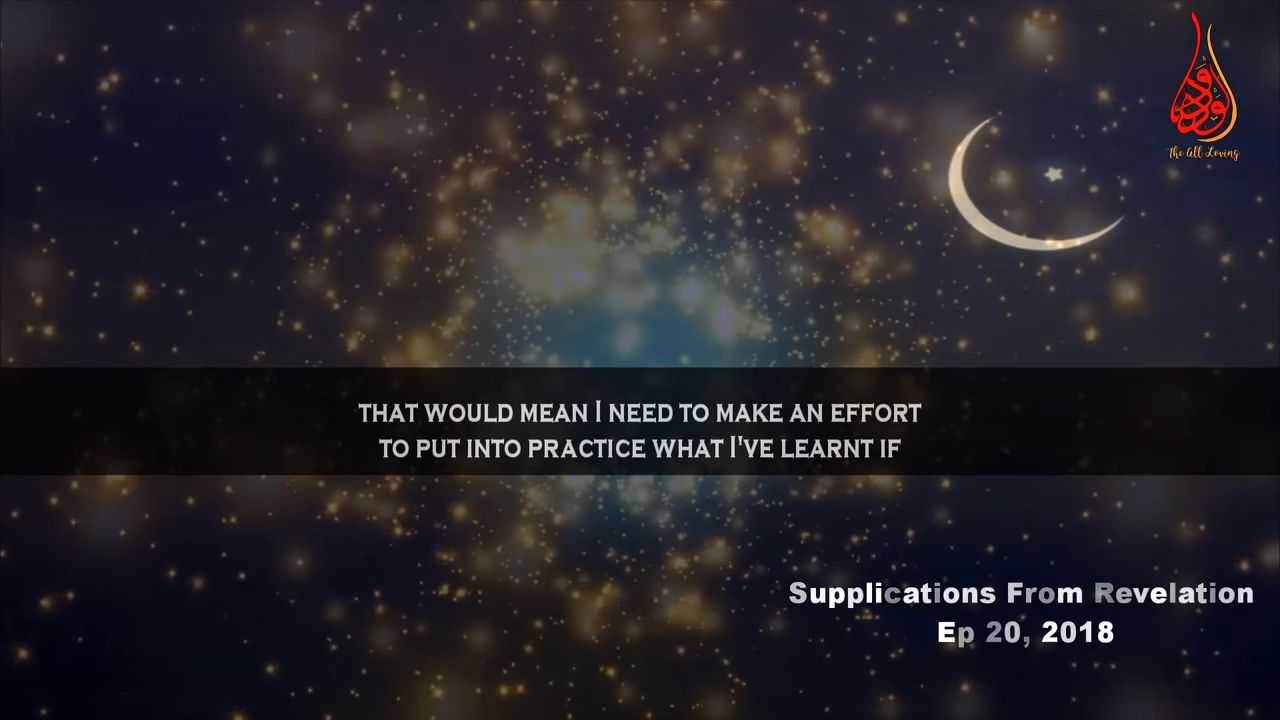 الودود
The All Loving
THAT WOULD MEAN I NEED TO MAKE AN EFFORT
TO PUT INTO PRACTICE WHAT I'VE LEARNT IF
Supplications From Revelation
Ep 20, 2018